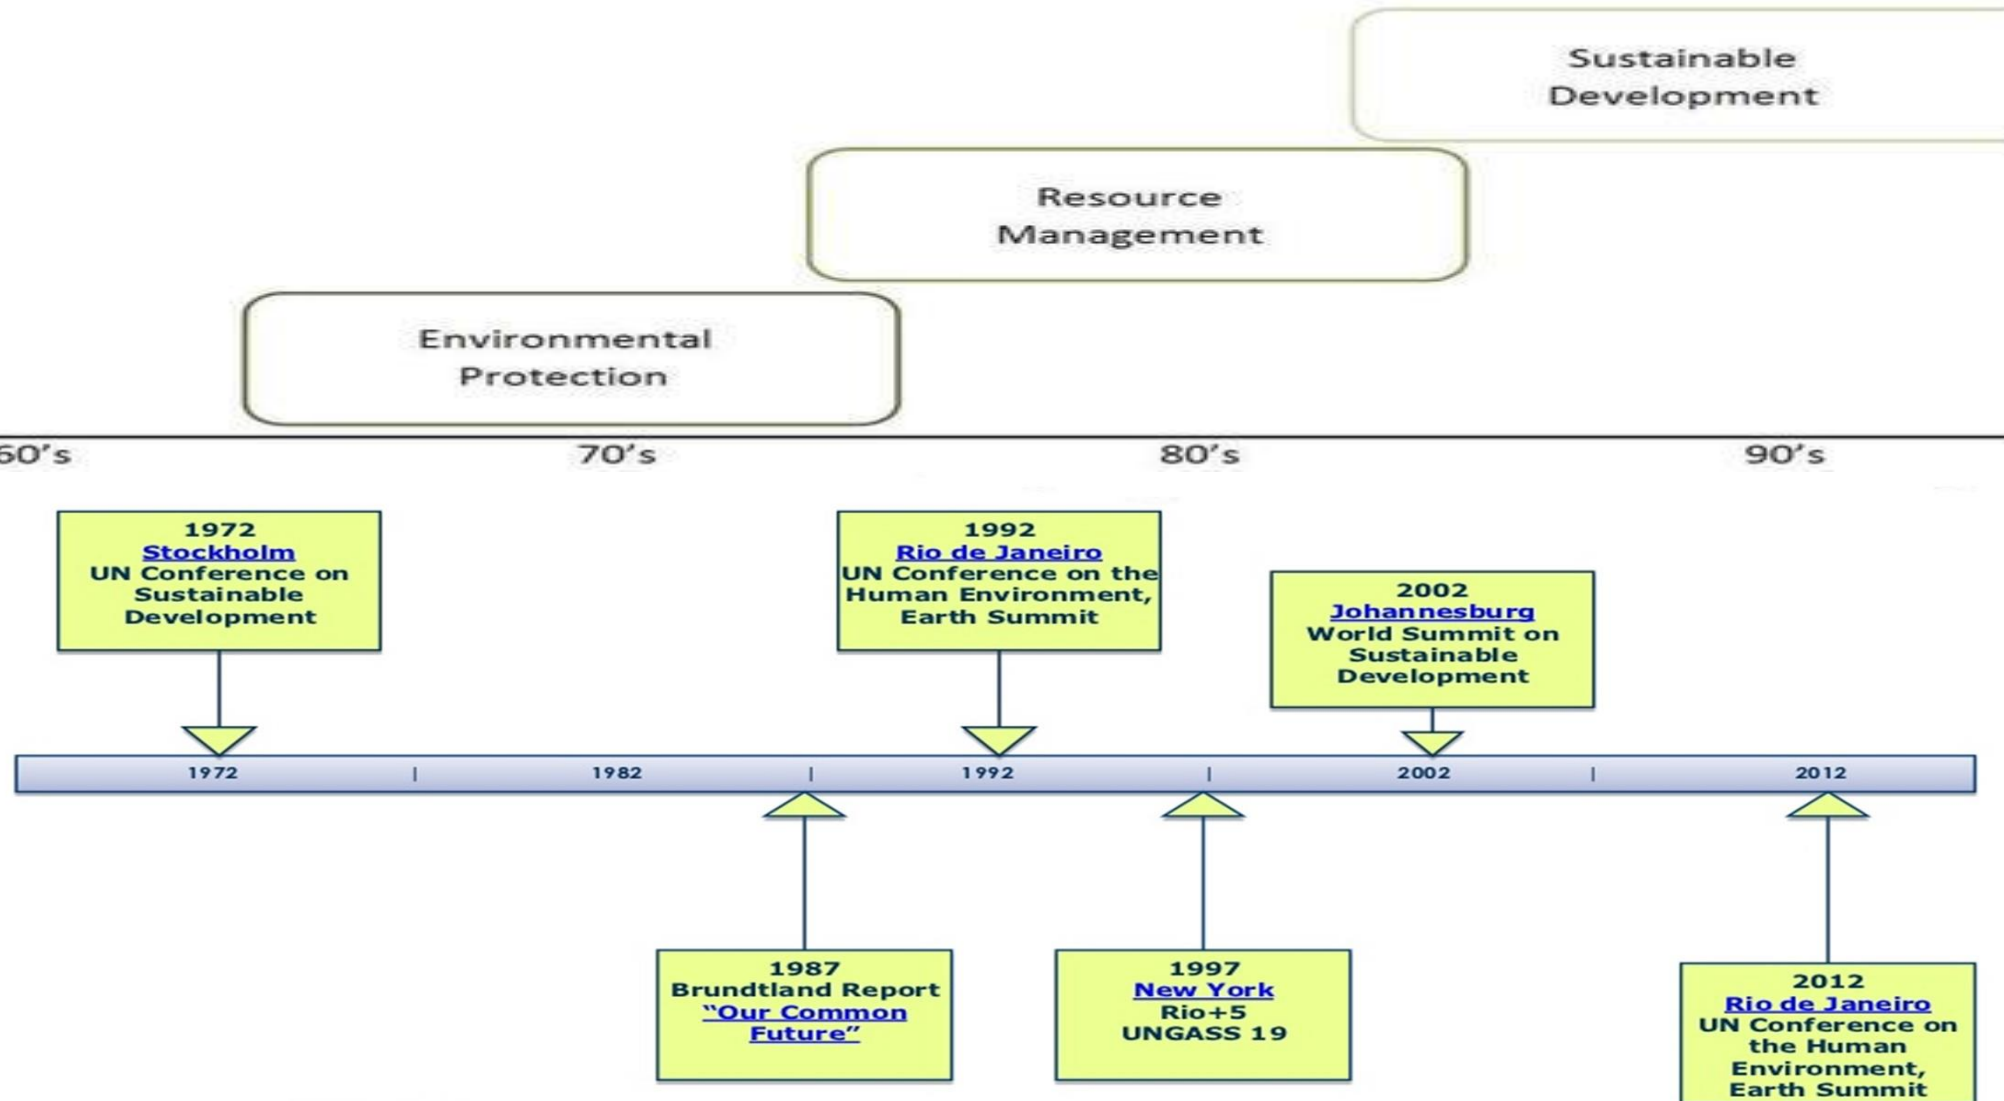 Sustainable
Development
Resource
Management
Environmental
Protection
60’s 70’s 80’s 90’s
1972
Stockholm
UN Conference on
Sustainable
Development
1992
Rio de Janeiro
UN Conference on the
Human Environment,
Earth Summit
2002
Johannesburg
World Summit on
Sustainable
Development
1972 | 1982 | 1992 | 2002 | 2012
1987
Brundtland Report
“Our Common
Future”
1997
New York
Rio+5
UNGASS 19
2012
Rio de Janeiro
UN Conference on
the Human
Environment,
Earth Summit